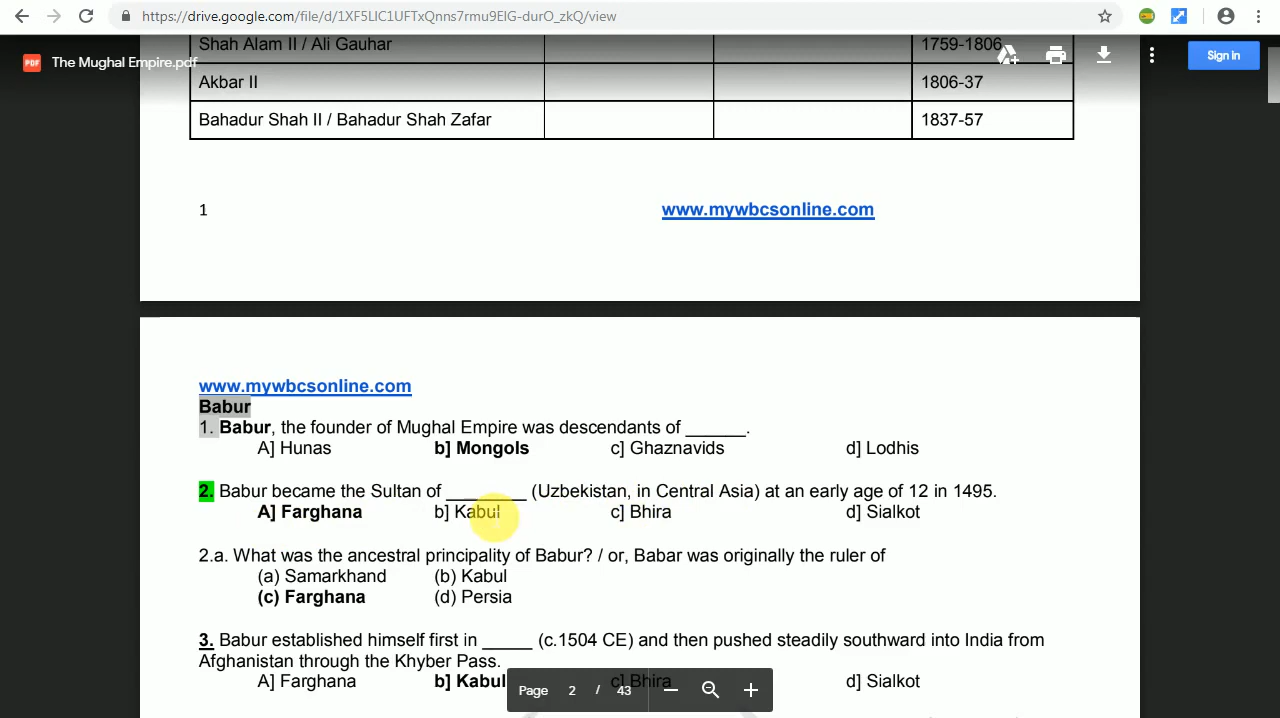 https://drive.google.com/file/d/1XF5LIC1UFTxQnns7rmu9EIG-durO_zkQ/view
Shah Alam II / Ali Gauhar 1759-1806
PDF The Mughal Empire.pdf Sign in
Akbar II 1806-37
Bahadur Shah II / Bahadur Shah Zafar 1837-57
1 www.mywbcsonline.com
www.mywbcsonline.com
Babur
1. Babur, the founder of Mughal Empire was descendants of ______.
A] Hunas b] Mongols c] Ghaznavids d] Lodhis
2. Babur became the Sultan of ________ (Uzbekistan, in Central Asia) at an early age of 12 in 1495.
A] Farghana b] Kabul c] Bhira d] Sialkot
2.a. What was the ancestral principality of Babur? / or, Babar was originally the ruler of
(a) Samarkhand (b) Kabul
(c) Farghana (d) Persia
3. Babur established himself first in _____ (c.1504 CE) and then pushed steadily southward into India from
Afghanistan through the Khyber Pass.
A] Farghana b] Kabul c] Bhira d] Sialkot
Page 2 / 43